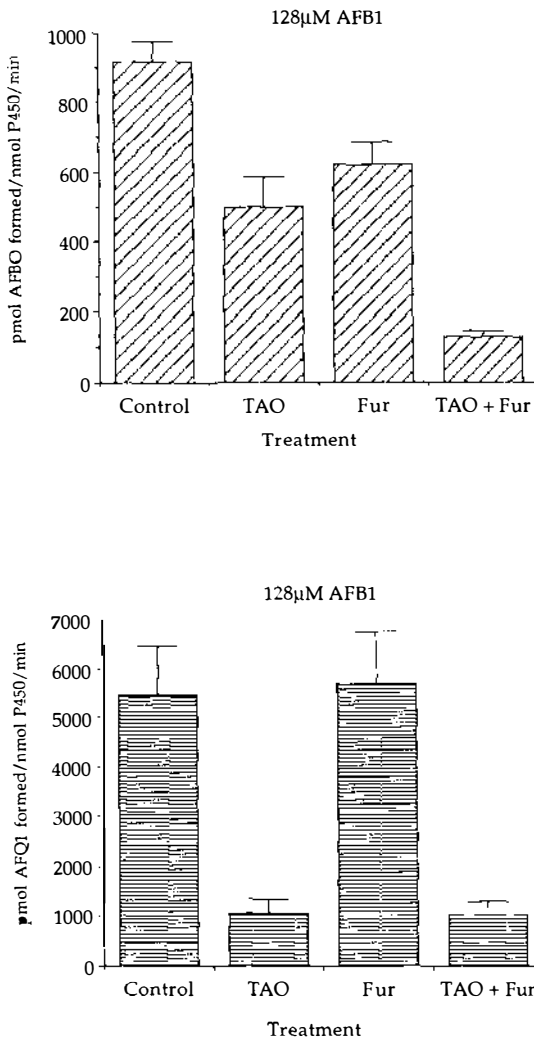 128µM AFB1
pmol AFBO formed/nmol P450/min
1000
800
600
400
200
0
Control TAO Fur TAO + Fur
Treatment
128µM AFB1
pmol AFQ1 formed/nmol P450/min
7000
6000
5000
4000
3000
2000
1000
0
Control TAO Fur TAO + Fur
Treatment